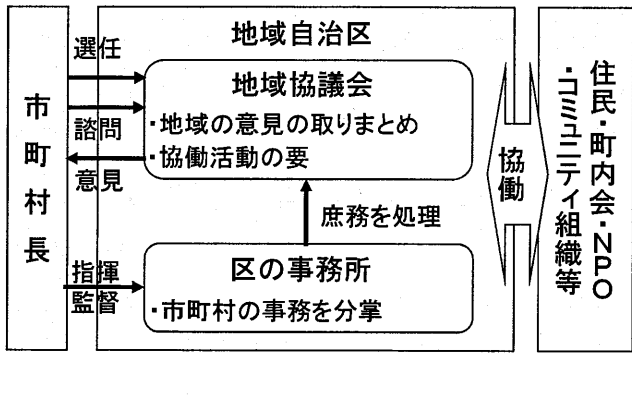 市町村長
選任
諮問
意見
指揮
監督
地域自治区
地域協議会
・地域の意見の取りまとめ
・協働活動の要
庶務を処理
区の事務所
・市町村の事務を分掌
協働
住民・町内会・NPO
・コミュニティ組織等